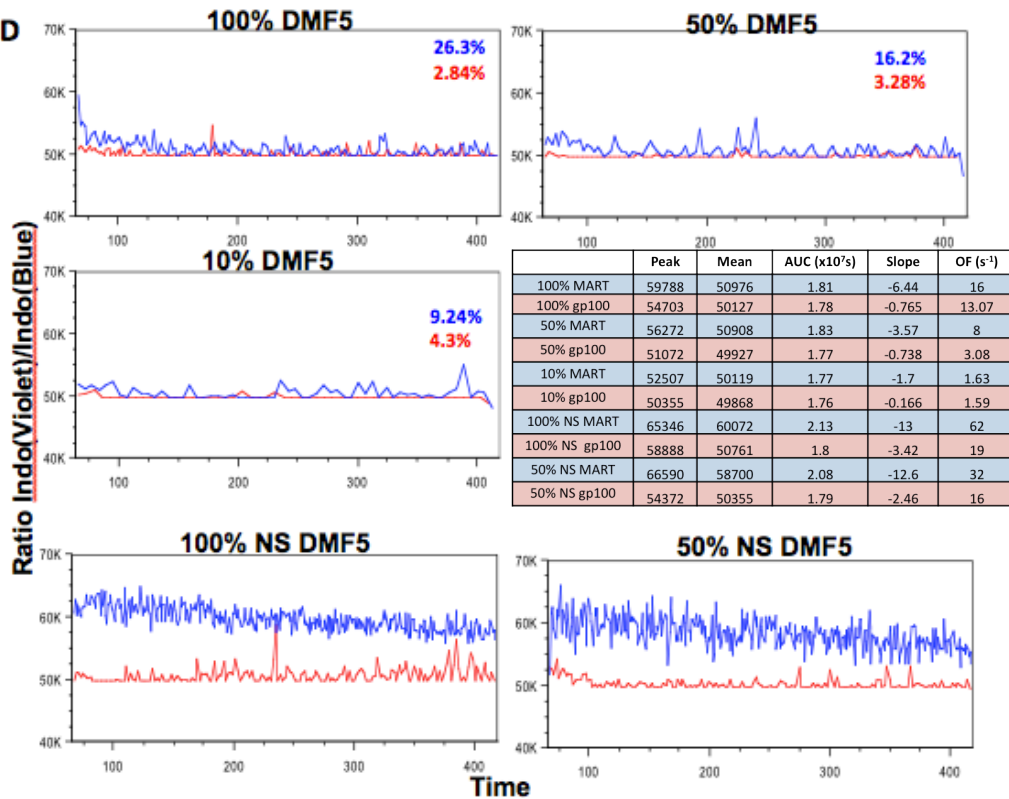 D
100% DMF5
70K
60K
50K
40K
26.3%
2.84%
100
200
300
400
50% DMF5
70K
60K
50K
40K
16.2%
3.28%
100
200
300
400
10% DMF5
70K
60K
50K
40K
9.24%
4.3%
100
200
300
400
Peak Mean AUC (x10⁷s) Slope OF (s⁻¹)
100% MART 59788 50976 1.81 -6.44 16
100% gp100 54703 50127 1.78 -0.765 13.07
50% MART 56272 50908 1.83 -3.57 8
50% gp100 51072 49927 1.77 -0.738 3.08
10% MART 52507 50119 1.77 -1.7 1.63
10% gp100 50355 49868 1.76 -0.166 1.59
100% NS MART 65346 60072 2.13 -13 62
100% NS gp100 58888 50761 1.8 -3.42 19
50% NS MART 66590 58700 2.08 -12.6 32
50% NS gp100 54372 50355 1.79 -2.46 16
Ratio Indo(Violet)/Indo(Blue)
100% NS DMF5
70K
60K
50K
40K
100
200
300
400
50% NS DMF5
70K
60K
50K
40K
100
200
300
400
Time